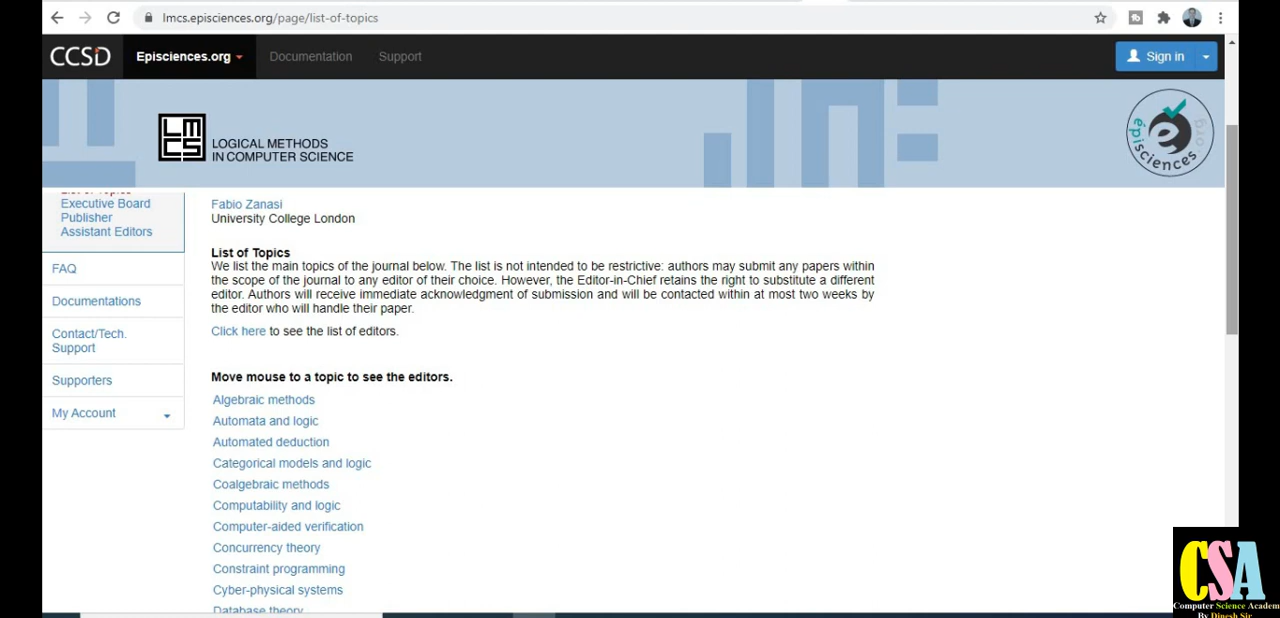 lmcs.episciences.org/page/list-of-topics
CCSD
Episciences.org
Documentation
Support
Sign in
LMCS
LOGICAL METHODS
IN COMPUTER SCIENCE
episciences.org
List of Topics
Executive Board
Publisher
Assistant Editors
FAQ
Documentations
Contact/Tech.
Support
Supporters
My Account
Fabio Zanasi
University College London
List of Topics
We list the main topics of the journal below. The list is not intended to be restrictive: authors may submit any papers within
the scope of the journal to any editor of their choice. However, the Editor-in-Chief retains the right to substitute a different
editor. Authors will receive immediate acknowledgment of submission and will be contacted within at most two weeks by
the editor who will handle their paper.
Click here to see the list of editors.
Move mouse to a topic to see the editors.
Algebraic methods
Automata and logic
Automated deduction
Categorical models and logic
Coalgebraic methods
Computability and logic
Computer-aided verification
Concurrency theory
Constraint programming
Cyber-physical systems
Database theory
CSA
Computer Science Academ
By Dinesh Sir